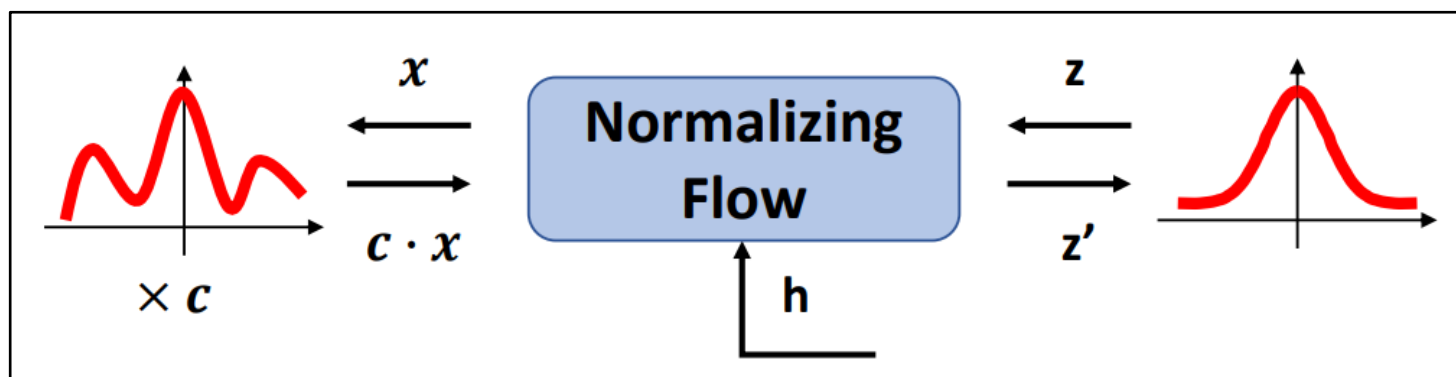 x
z
Normalizing
Flow
c · x
z’
× c
h